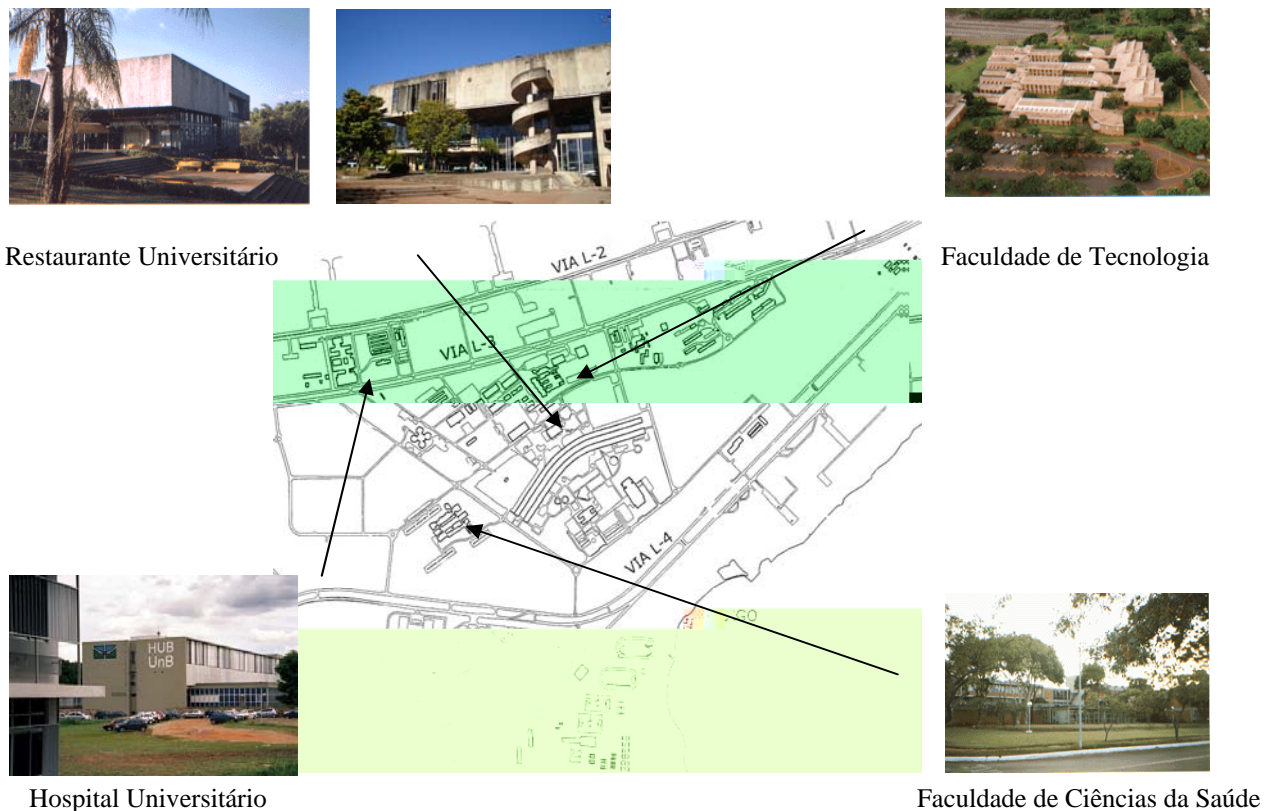 Restaurante Universitário
Faculdade de Tecnologia
VIA L-2
VIA L-3
VIA L-4
GO
HUB
UnB
Hospital Universitário
Faculdade de Ciências da Saúde